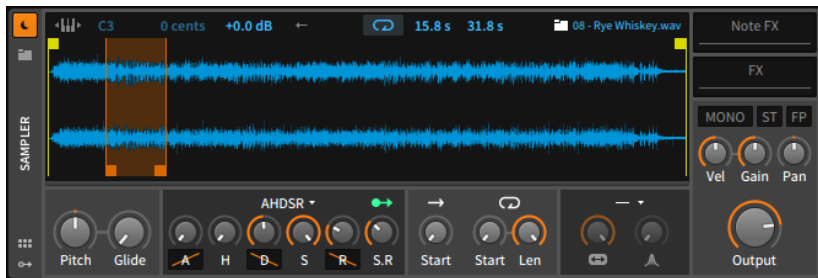 C3 0 cents +0.0 dB 15.8 s 31.8 s 08 - Rye Whiskey.wav
Note FX
FX
SAMPLER
MONO ST FP
Vel Gain Pan
AHDSR
Pitch Glide
A H D S R S.R
Start Start Len
Output